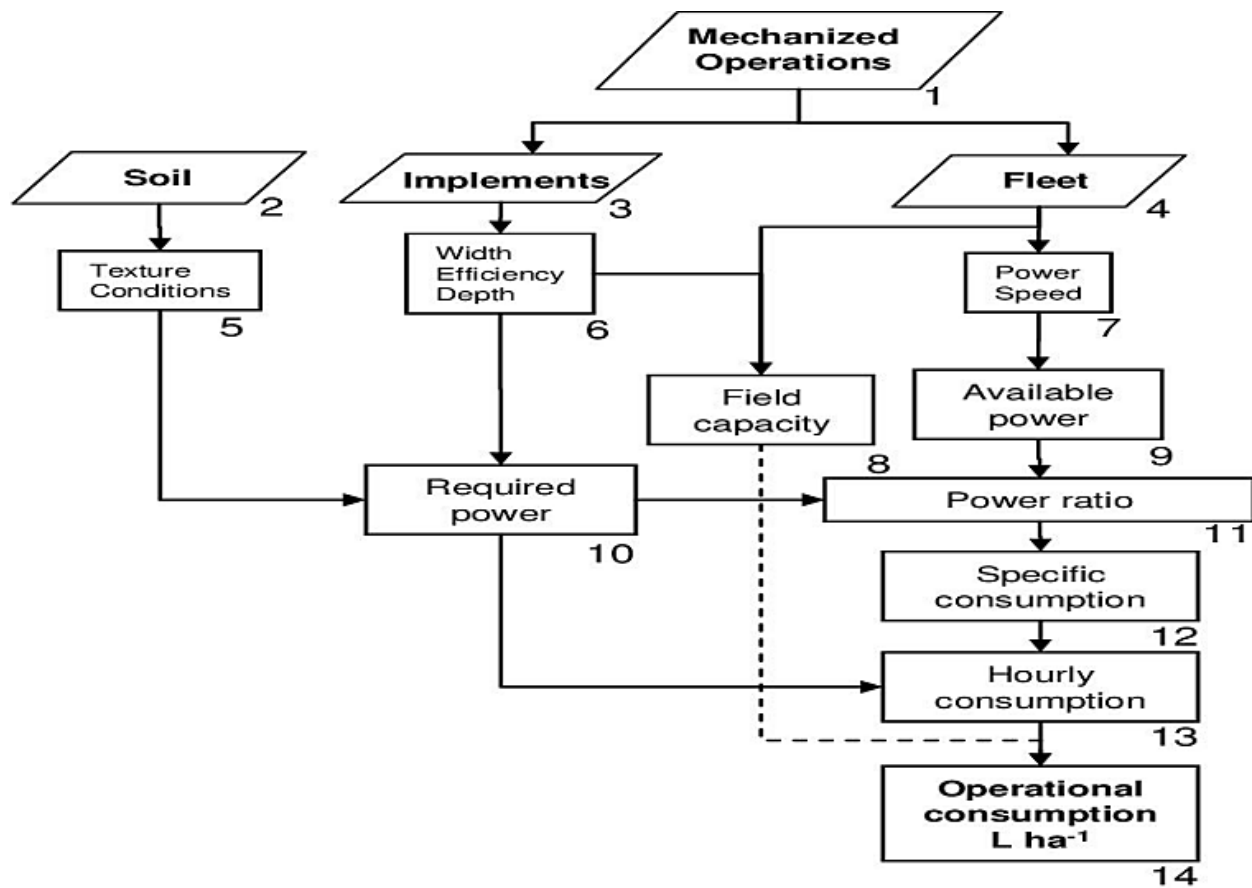 Mechanized
Operations
1
Soil
2
Implements
3
Fleet
4
Texture
Conditions
5
Width
Efficiency
Depth
6
Power
Speed
7
Field
capacity
8
Available
power
9
Required
power
10
Power ratio
11
Specific
consumption
12
Hourly
consumption
13
Operational
consumption
L ha⁻¹
14